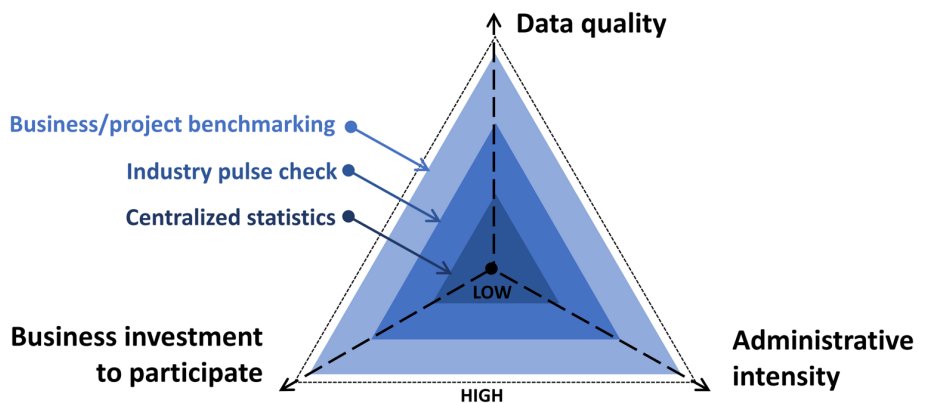 Data quality
Business/project benchmarking
Industry pulse check
Centralized statistics
LOW
Business investment
to participate
Administrative
intensity
HIGH